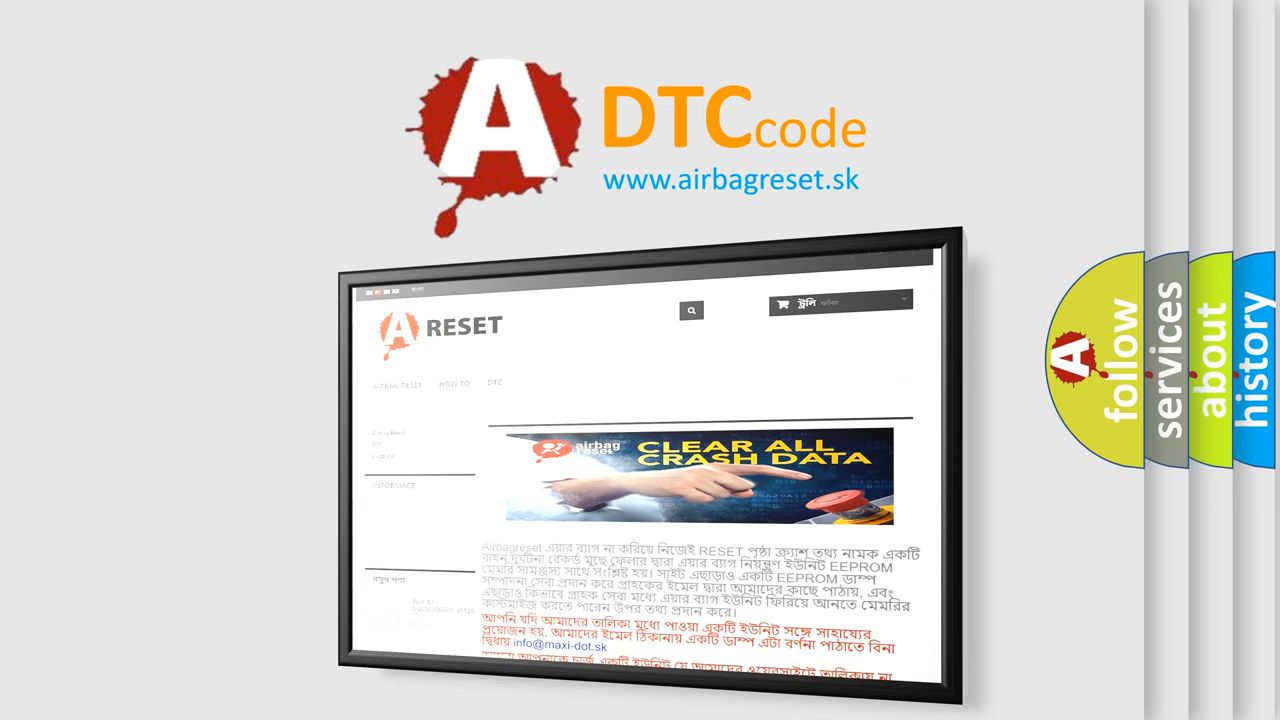 A DTC code
www.airbagreset.sk
বাংলা
A RESET
ট্রলি ফাঁকা
AIRBAG RESET HOW TO DTC
INFORMACE
airbag reset
CLEAR ALL
CRASH DATA
Airbagreset এয়ার ব্যাগ না করিয়ে নিজেই RESET পৃষ্ঠা ক্র্যাশ তথ্য নামক একটি
বাহন দুর্ঘটনা রেকর্ড মুছে ফেলার দ্বারা এয়ার ব্যাগ নিয়ন্ত্রণ ইউনিট EEPROM
মেমরি সামঞ্জস্য সাথে সংশ্লিষ্ট হয়। সাইট এছাড়াও একটি EEPROM ডাম্প
সম্পাদনা সেবা প্রদান করে গ্রাহকের ইমেল দ্বারা আমাদের কাছে পাঠায়, এবং
এছাড়াও কিভাবে গ্রাহক সেবা মধ্যে এয়ার ব্যাগ ইউনিট ফিরিয়ে আনতে মেমরির
কাস্টমাইজ করতে পারেন উপর তথ্য প্রদান করে।
নতুন পণ্য
আপনি যদি আমাদের তালিকা মধ্যে পাওয়া একটি ইউনিট সঙ্গে সাহায্যের
প্রয়োজন হয়, আমাদের ইমেল ঠিকানায় একটি ডাম্প এটা বর্ণনা পাঠাতে বিনা
দ্বিধায় info@maxi-dot.sk
A follow
services
about
history